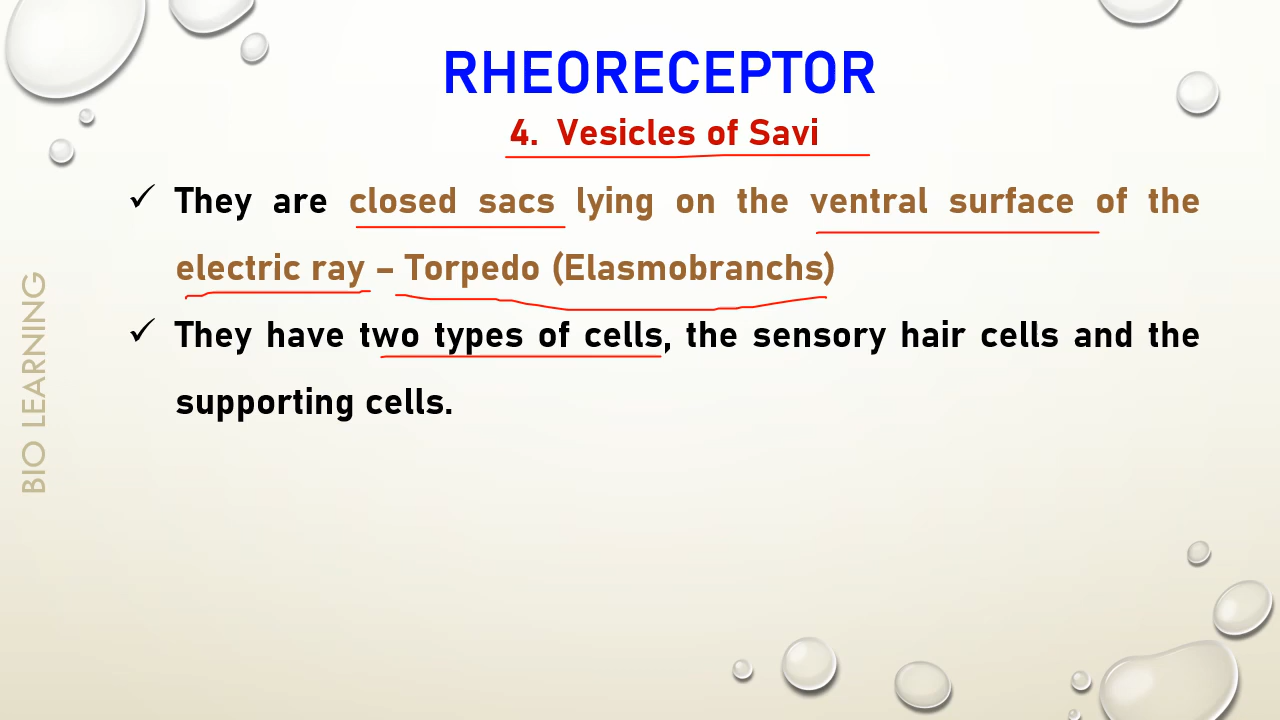 RHEORECEPTOR
4. Vesicles of Savi
✓ They are closed sacs lying on the ventral surface of the
electric ray – Torpedo (Elasmobranchs)
✓ They have two types of cells, the sensory hair cells and the
supporting cells.
BIO LEARNING